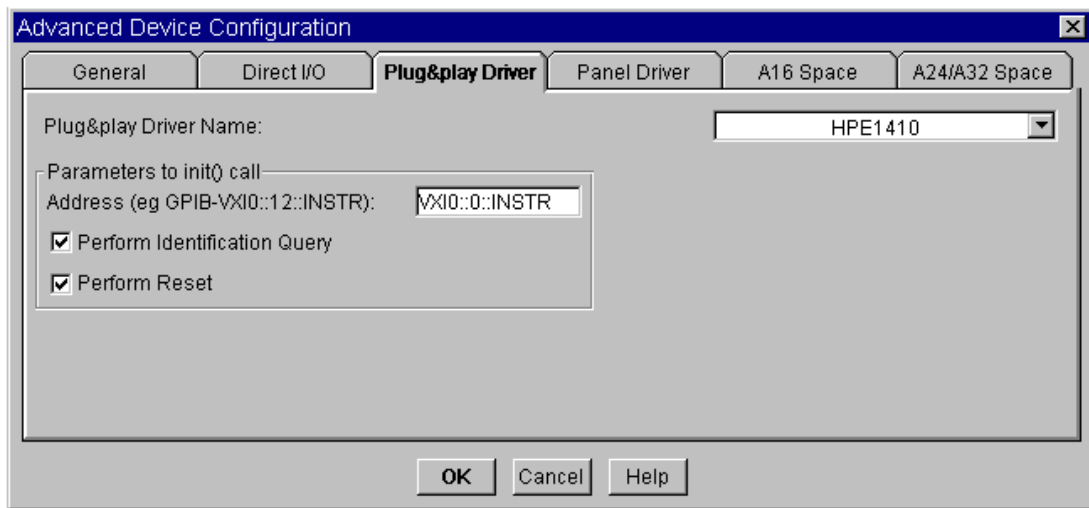 Advanced Device Configuration
General Direct I/O Plug&play Driver Panel Driver A16 Space A24/A32 Space
Plug&play Driver Name: HPE1410
Parameters to init() call
Address (eg GPIB-VXI0::12::INSTR): VXI0::0::INSTR
Perform Identification Query
Perform Reset
OK Cancel Help